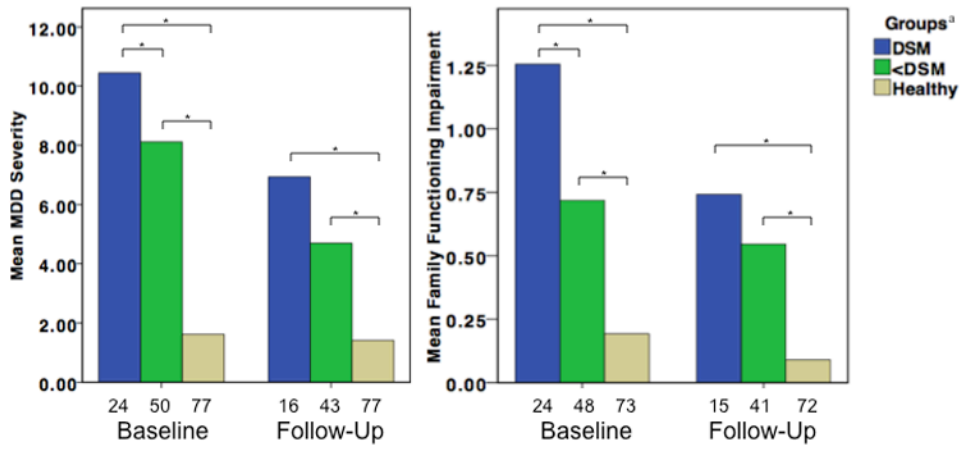 Mean MDD Severity
12.00
10.00
8.00
6.00
4.00
2.00
0.00
*
*
*
*
*
24 50 77
16 43 77
Baseline
Follow-Up
Mean Family Functioning Impairment
1.25
1.00
0.75
0.50
0.25
0.00
*
*
*
*
*
24 48 73
15 41 72
Baseline
Follow-Up
Groupsᵃ
DSM
<DSM
Healthy